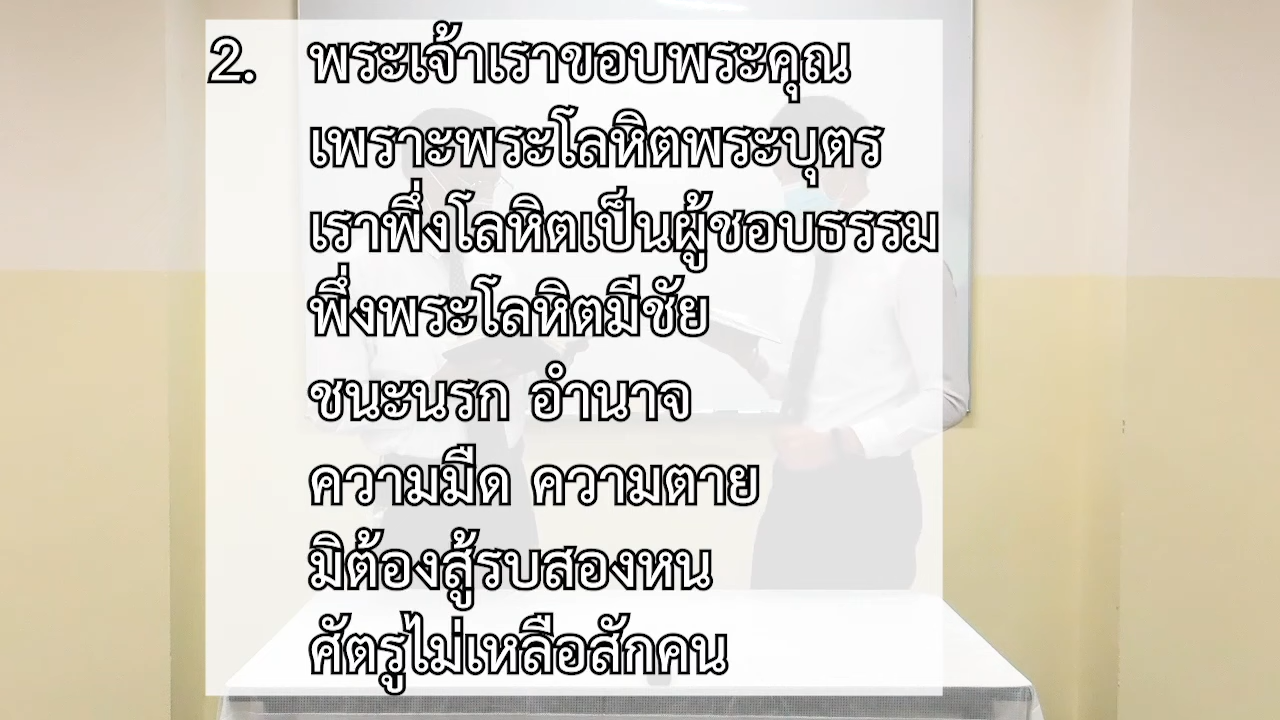 2. พระเจ้าเราขอบพระคุณ
เพราะพระโลหิตพระบุตร
เราพึ่งโลหิตเป็นผู้ชอบธรรม
พึ่งพระโลหิตมีชัย
ชนะนรก อำนาจ
ความมืด ความตาย
มิต้องสู้รบสองหน
ศัตรูไม่เหลือสักคน